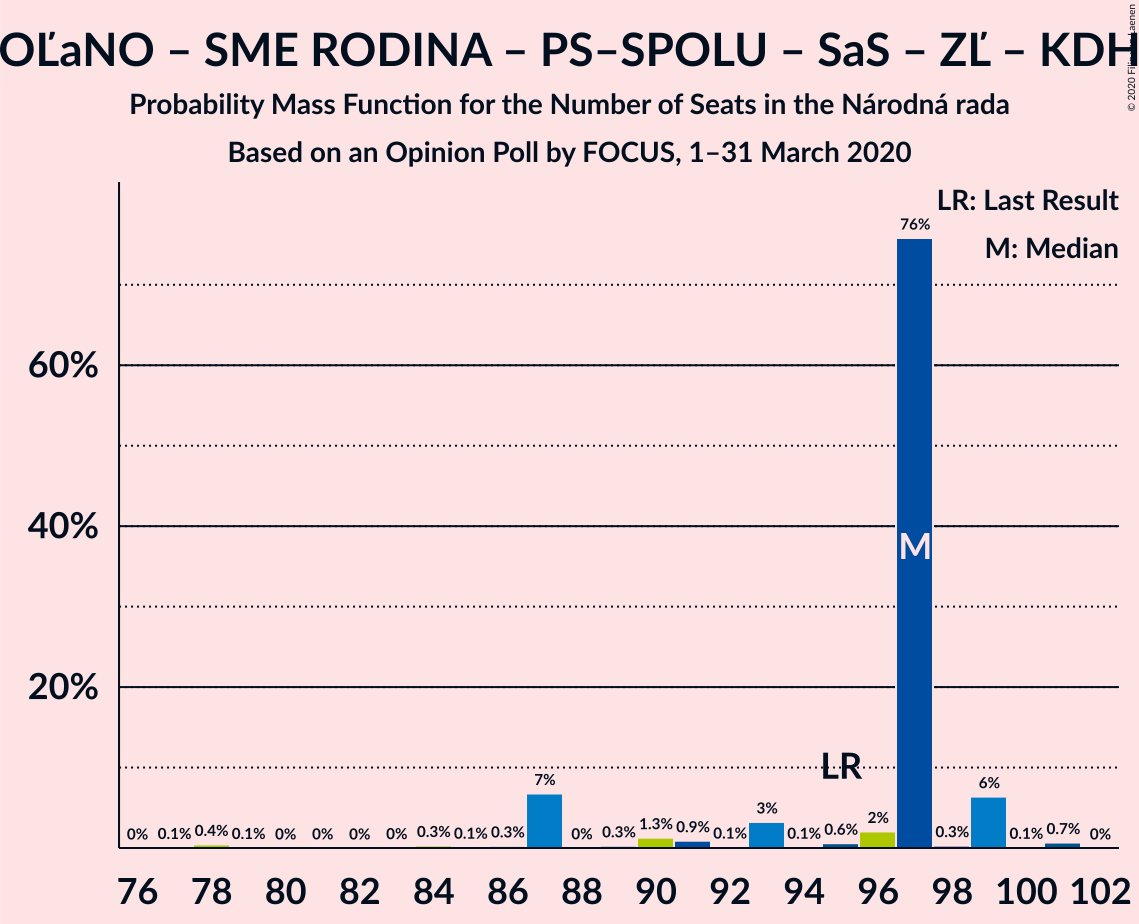 OĽaNO – SME RODINA – PS–SPOLU – SaS – ZĽ – KDH
Probability Mass Function for the Number of Seats in the Národná rada
Based on an Opinion Poll by FOCUS, 1–31 March 2020
© 2020
LR: Last Result
M: Median
60%
40%
20%
0% 0.1% 0.4% 0.1% 0% 0% 0% 0% 0.3% 0.1% 0.3% 7% 0% 0.3% 1.3% 0.9% 0.1% 3% 0.1% 0.6% 2% 76% 0.3% 6% 0.1% 0.7% 0%
LR
M
76 78 80 82 84 86 88 90 92 94 96 98 100 102